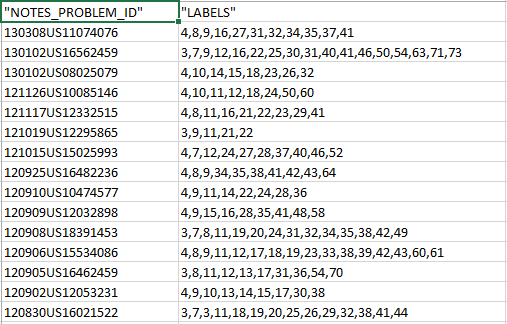 "NOTES_PROBLEM_ID" "LABELS"
130308US11074076 4,8,9,16,27,31,32,34,35,37,41
130102US16562459 3,7,9,12,16,22,25,30,31,40,41,46,50,54,63,71,73
130102US08025079 4,10,14,15,18,23,26,32
121126US10085146 4,10,11,12,18,24,50,60
121117US12332515 4,8,11,16,21,22,23,29,41
121019US12295865 3,9,11,21,22
121015US15025993 4,7,12,24,27,28,37,40,46,52
120925US16482236 4,8,9,34,35,38,41,42,43,64
120910US10474577 4,9,11,14,22,24,28,36
120909US12032898 4,9,15,16,28,35,41,48,58
120908US18391453 3,7,8,11,19,20,24,31,32,34,35,38,42,49
120906US15534086 4,8,9,11,12,17,18,19,23,33,38,39,42,43,60,61
120905US16462459 3,8,11,12,13,17,31,36,54,70
120902US12053231 4,9,10,13,14,15,17,30,38
120830US16021522 3,7,3,11,18,19,20,25,26,29,32,38,41,44